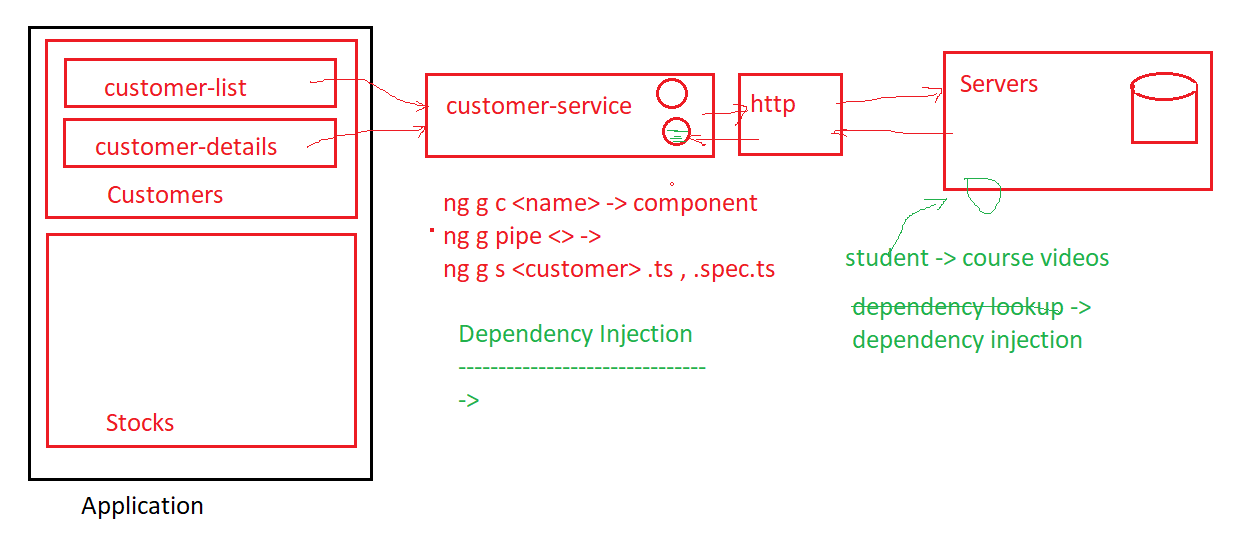 customer-list
customer-details
Customers
Stocks
Application
customer-service
http
Servers
ng g c <name> -> component
ng g pipe <> ->
ng g s <customer> .ts , .spec.ts
Dependency Injection
-------------------------------
->
student -> course videos
dependency lookup ->
dependency injection